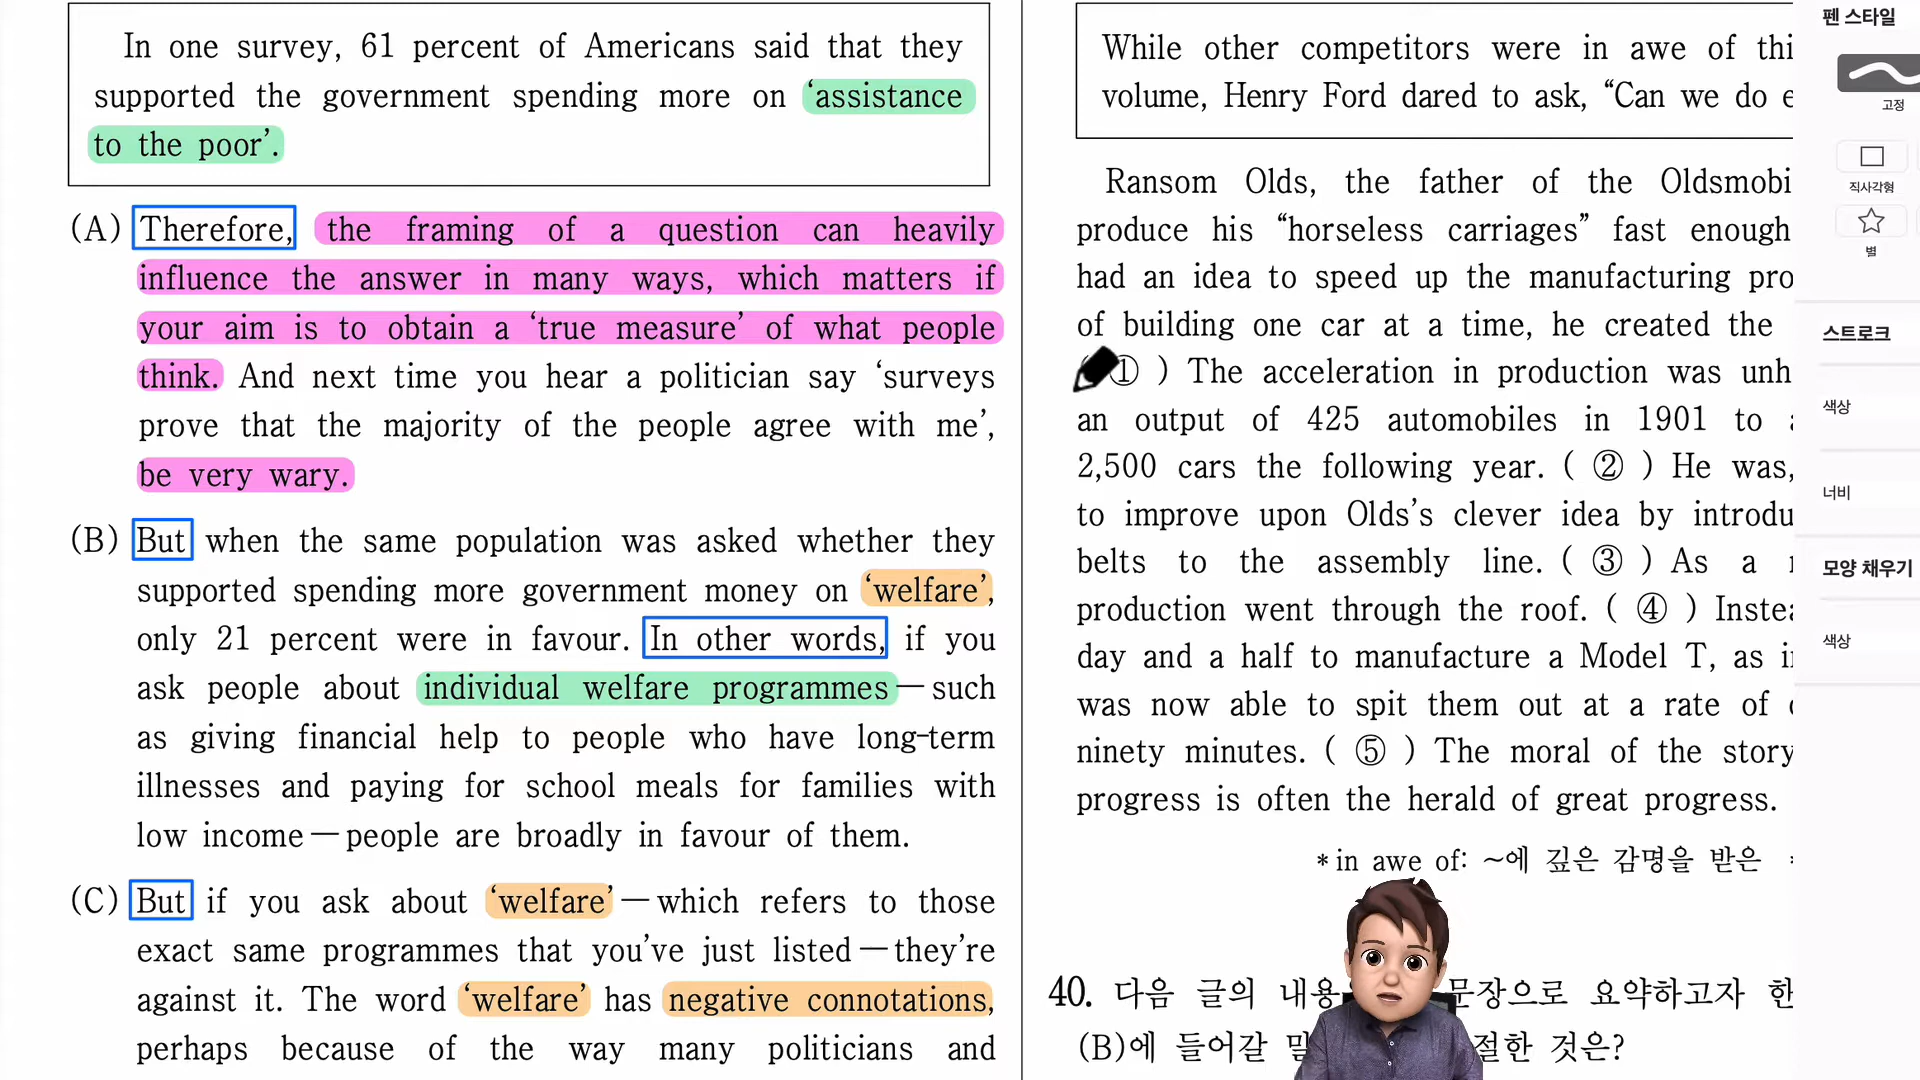 In one survey, 61 percent of Americans said that they
supported the government spending more on ‘assistance
to the poor’.
(A) Therefore, the framing of a question can heavily
influence the answer in many ways, which matters if
your aim is to obtain a ‘true measure’ of what people
think. And next time you hear a politician say ‘surveys
prove that the majority of the people agree with me’,
be very wary.
(B) But when the same population was asked whether they
supported spending more government money on ‘welfare’,
only 21 percent were in favour. In other words, if you
ask people about individual welfare programmes—such
as giving financial help to people who have long-term
illnesses and paying for school meals for families with
low income—people are broadly in favour of them.
(C) But if you ask about ‘welfare’—which refers to those
exact same programmes that you’ve just listed—they’re
against it. The word ‘welfare’ has negative connotations,
perhaps because of the way many politicians and
While other competitors were in awe of
volume, Henry Ford dared to ask, “Can we do
Ransom Olds, the father of the
produce his “horseless carriages” fast enough
had an idea to speed up the manufacturing
of building one car at a time, he created the
① ) The acceleration in production was
an output of 425 automobiles in 1901 to
2,500 cars the following year. ( ② ) He was,
to improve upon Olds’s clever idea by
belts to the assembly line. ( ③ ) As a
production went through the roof. ( ④ )
day and a half to manufacture a Model T, as
was now able to spit them out at a rate of
ninety minutes. ( ⑤ ) The moral of the story
progress is often the herald of great progress.
*in awe of: ~에 깊은 감명을 받은 *
40. 다음 글의 내용 문장으로 요약하고자
(B)에 들어갈 것은?
펜 스타일
고정
직사각형
별
스트로크
색상
너비
모양 채우기
색상